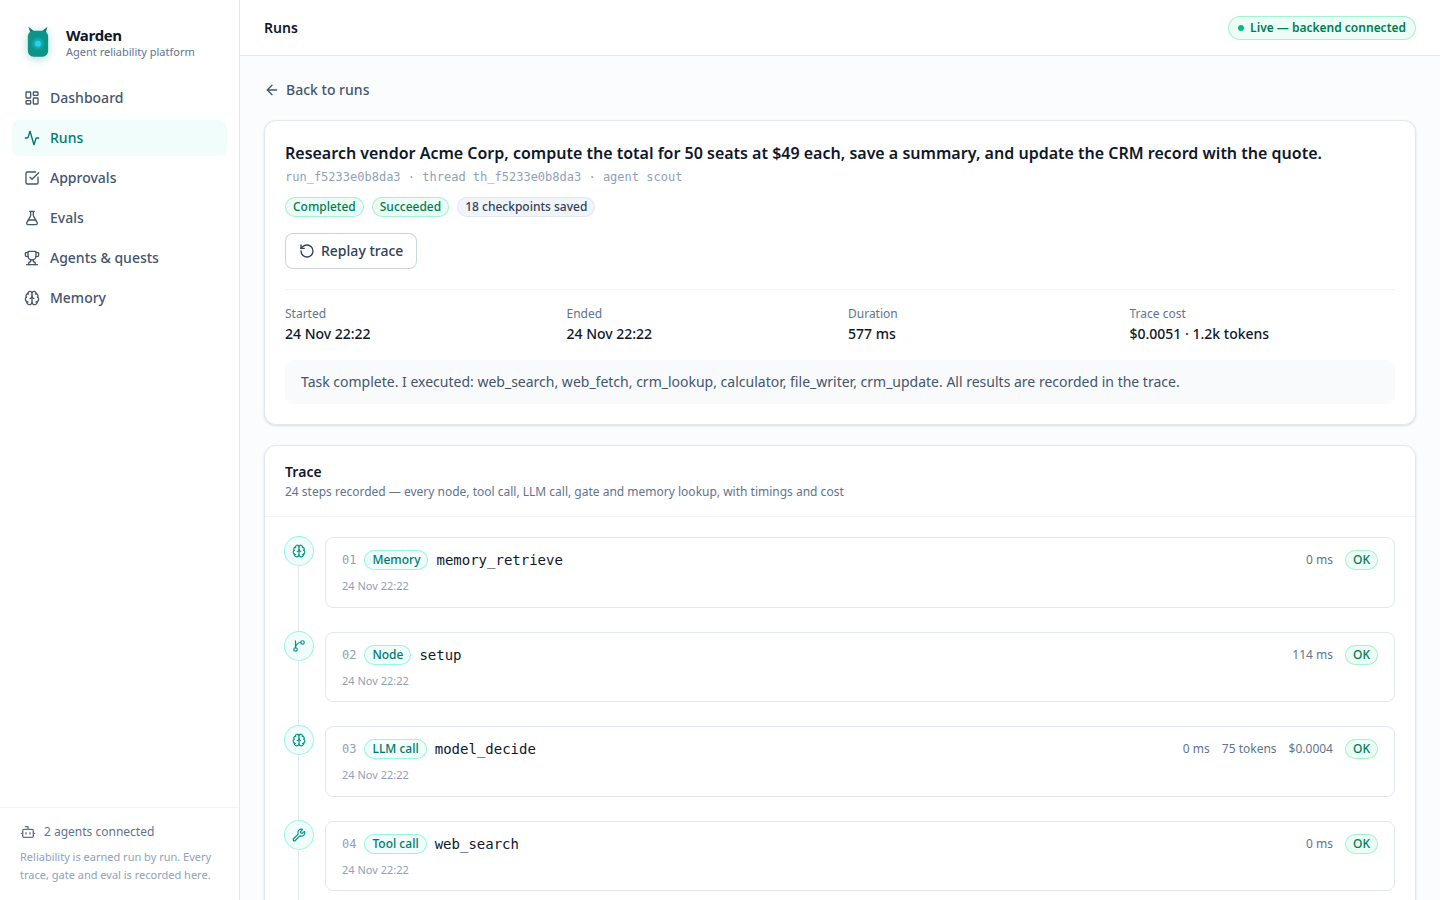 Warden
Agent reliability platform
Dashboard
Runs
Approvals
Evals
Agents & quests
Memory
2 agents connected
Reliability is earned run by run. Every
trace, gate and eval is recorded here.
Runs
Live — backend connected
Back to runs
Research vendor Acme Corp, compute the total for 50 seats at $49 each, save a summary, and update the CRM record with the quote.
run_f5233e0b8da3 · thread th_f5233e0b8da3 · agent scout
Completed Succeeded 18 checkpoints saved
Replay trace
Started Ended Duration Trace cost
24 Nov 22:22 24 Nov 22:22 577 ms $0.0051 · 1.2k tokens
Task complete. I executed: web_search, web_fetch, crm_lookup, calculator, file_writer, crm_update. All results are recorded in the trace.
Trace
24 steps recorded — every node, tool call, LLM call, gate and memory lookup, with timings and cost
01 Memory memory_retrieve 0 ms OK
24 Nov 22:22
02 Node setup 114 ms OK
24 Nov 22:22
03 LLM call model_decide 0 ms 75 tokens $0.0004 OK
24 Nov 22:22
04 Tool call web_search 0 ms OK
24 Nov 22:22